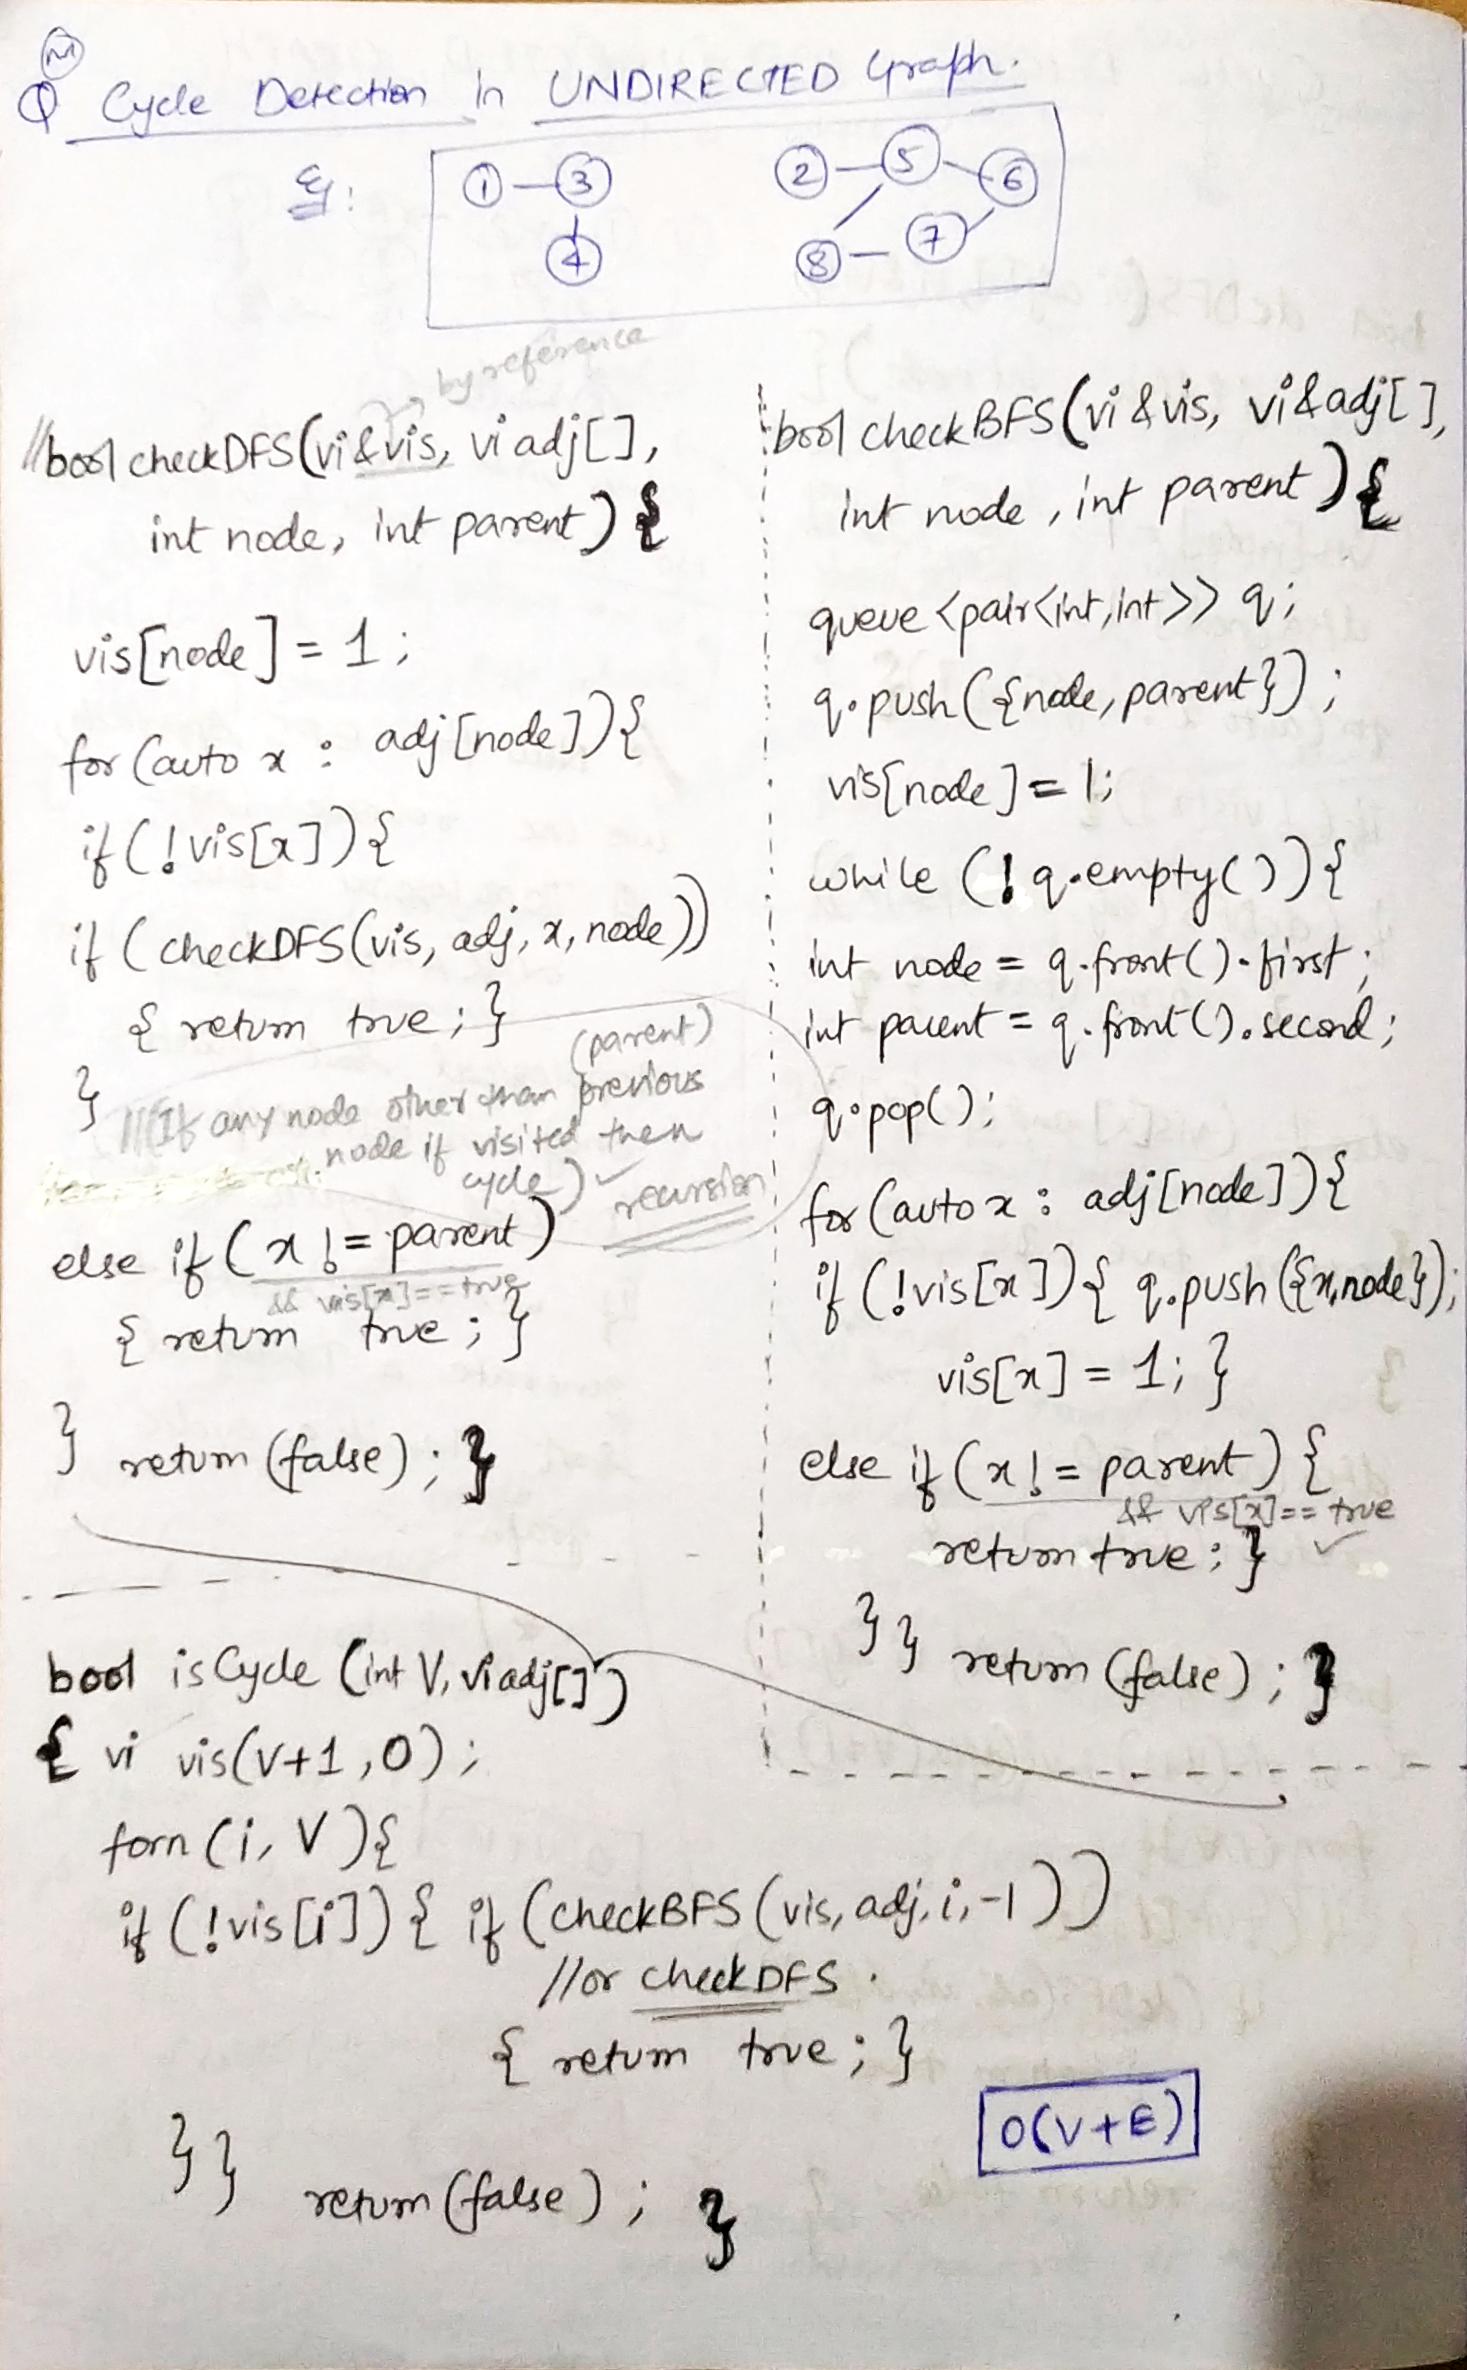 (M)
Q Cycle Detection in UNDIRECTED Graph.
Eg:
1 3 2 5 6
4 8 7
by reference
//bool checkDFS(vi &vis, vi adj[],
int node, int parent) {
vis[node] = 1;
for (auto x : adj[node]){
if (!vis[x]){
if (checkDFS(vis, adj, x, node))
{ return true; }
}
(parent)
//(If any node other than previous
node if visited then
cycle)
recursion
else if (x != parent)
&& vis[x]==true
{ return true; }
} return (false); }
bool checkBFS(vi &vis, vi &adj[],
int node, int parent) {
queue <pair<int,int>> q;
q.push({node, parent});
vis[node] = 1;
while (!q.empty()){
int node = q.front().first;
int parent = q.front().second;
q.pop();
for (auto x : adj[node]){
if (!vis[x]){ q.push({x,node});
vis[x] = 1; }
else if (x != parent) {
&& vis[x]== true
return true; }
} } return (false); }
bool isCycle (int V, vi adj[])
{ vi vis(V+1, 0);
forn (i, V){
if (!vis[i]){ if (checkBFS (vis, adj, i, -1))
//or checkDFS.
{ return true; }
O(V+E)
} } return (false); }